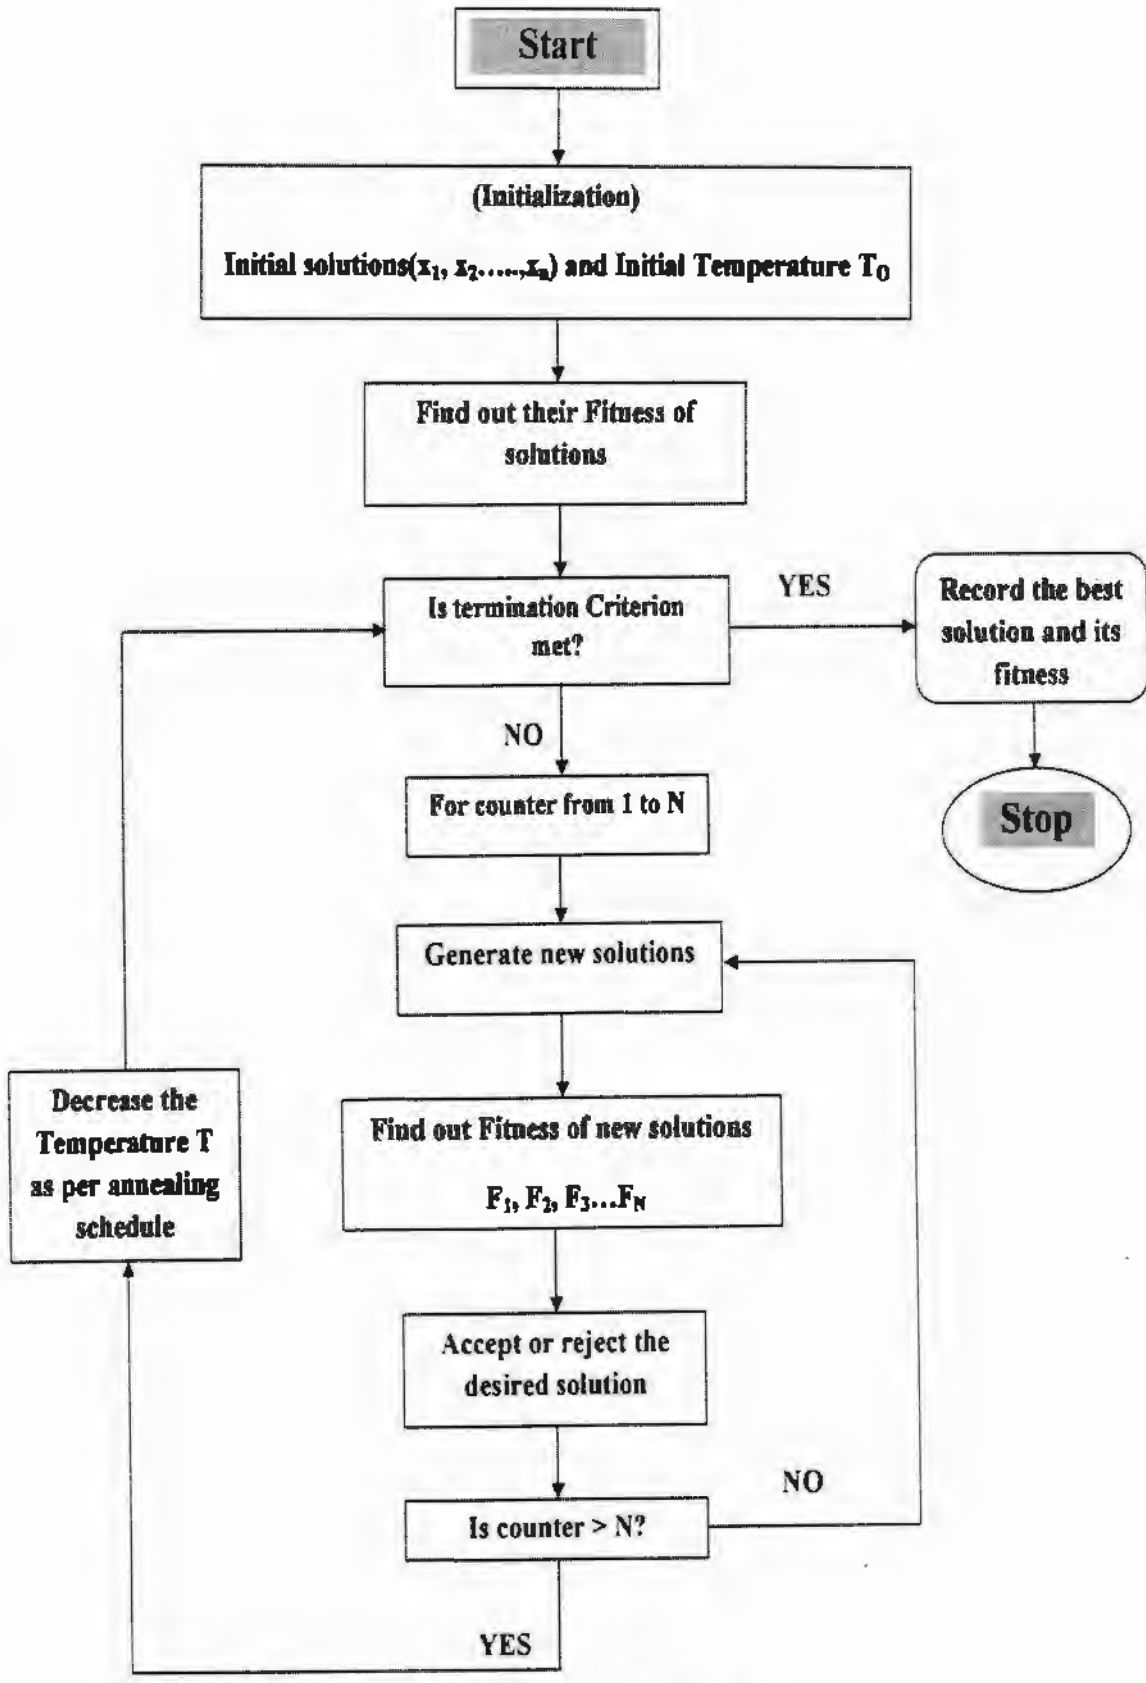 Start
(Initialization)
Initial solutions(x₁, x₂.....,xₙ) and Initial Temperature T₀
Find out their Fitness of
solutions
Is termination Criterion
met?
YES
Record the best
solution and its
fitness
NO
Stop
For counter from 1 to N
Generate new solutions
Decrease the
Temperature T
as per annealing
schedule
Find out Fitness of new solutions
F₁, F₂, F₃...F_N
Accept or reject the
desired solution
NO
Is counter > N?
YES